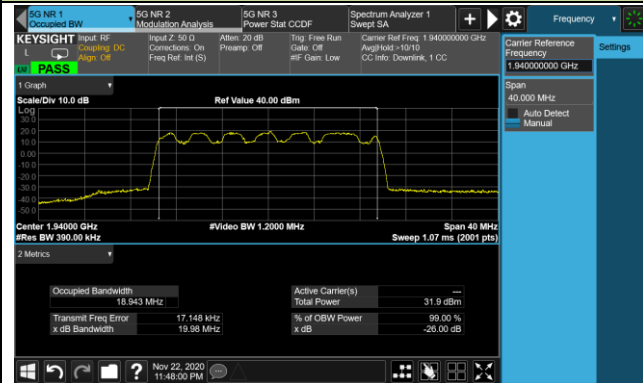 5G NR 1
Occupied BW
5G NR 2
Modulation Analysis
5G NR 3
Power Stat CCDF
Spectrum Analyzer 1
Swept SA
Frequency
KEYSIGHT
L
PASS
Input: RF
Coupling: DC
Align: Off
Input Z: 50 Ω
Corrections: On
Freq Ref: Int (S)
Atten: 20 dB
Preamp: Off
Trig: Free Run
Gate: Off
#IF Gain: Low
Carrier Ref Freq: 1.940000000 GHz
Avg|Hold:>10/10
CC Info: Downlink, 1 CC
Carrier Reference
Frequency
1.940000000 GHz
Settings
Span
40.000 MHz
Auto Detect
Manual
1 Graph
Scale/Div 10.0 dB
Ref Value 40.00 dBm
Log
30.0
20.0
10.0
0.00
-10.0
-20.0
-30.0
-40.0
-50.0
Center 1.94000 GHz
#Video BW 1.2000 MHz
Span 40 MHz
#Res BW 390.00 kHz
Sweep 1.07 ms (2001 pts)
2 Metrics
Occupied Bandwidth
18.943 MHz
Active Carrier(s)
---
Total Power
31.9 dBm
Transmit Freq Error
17.148 kHz
% of OBW Power
99.00 %
x dB Bandwidth
19.98 MHz
x dB
-26.00 dB
?
Nov 22, 2020
11:48:00 PM